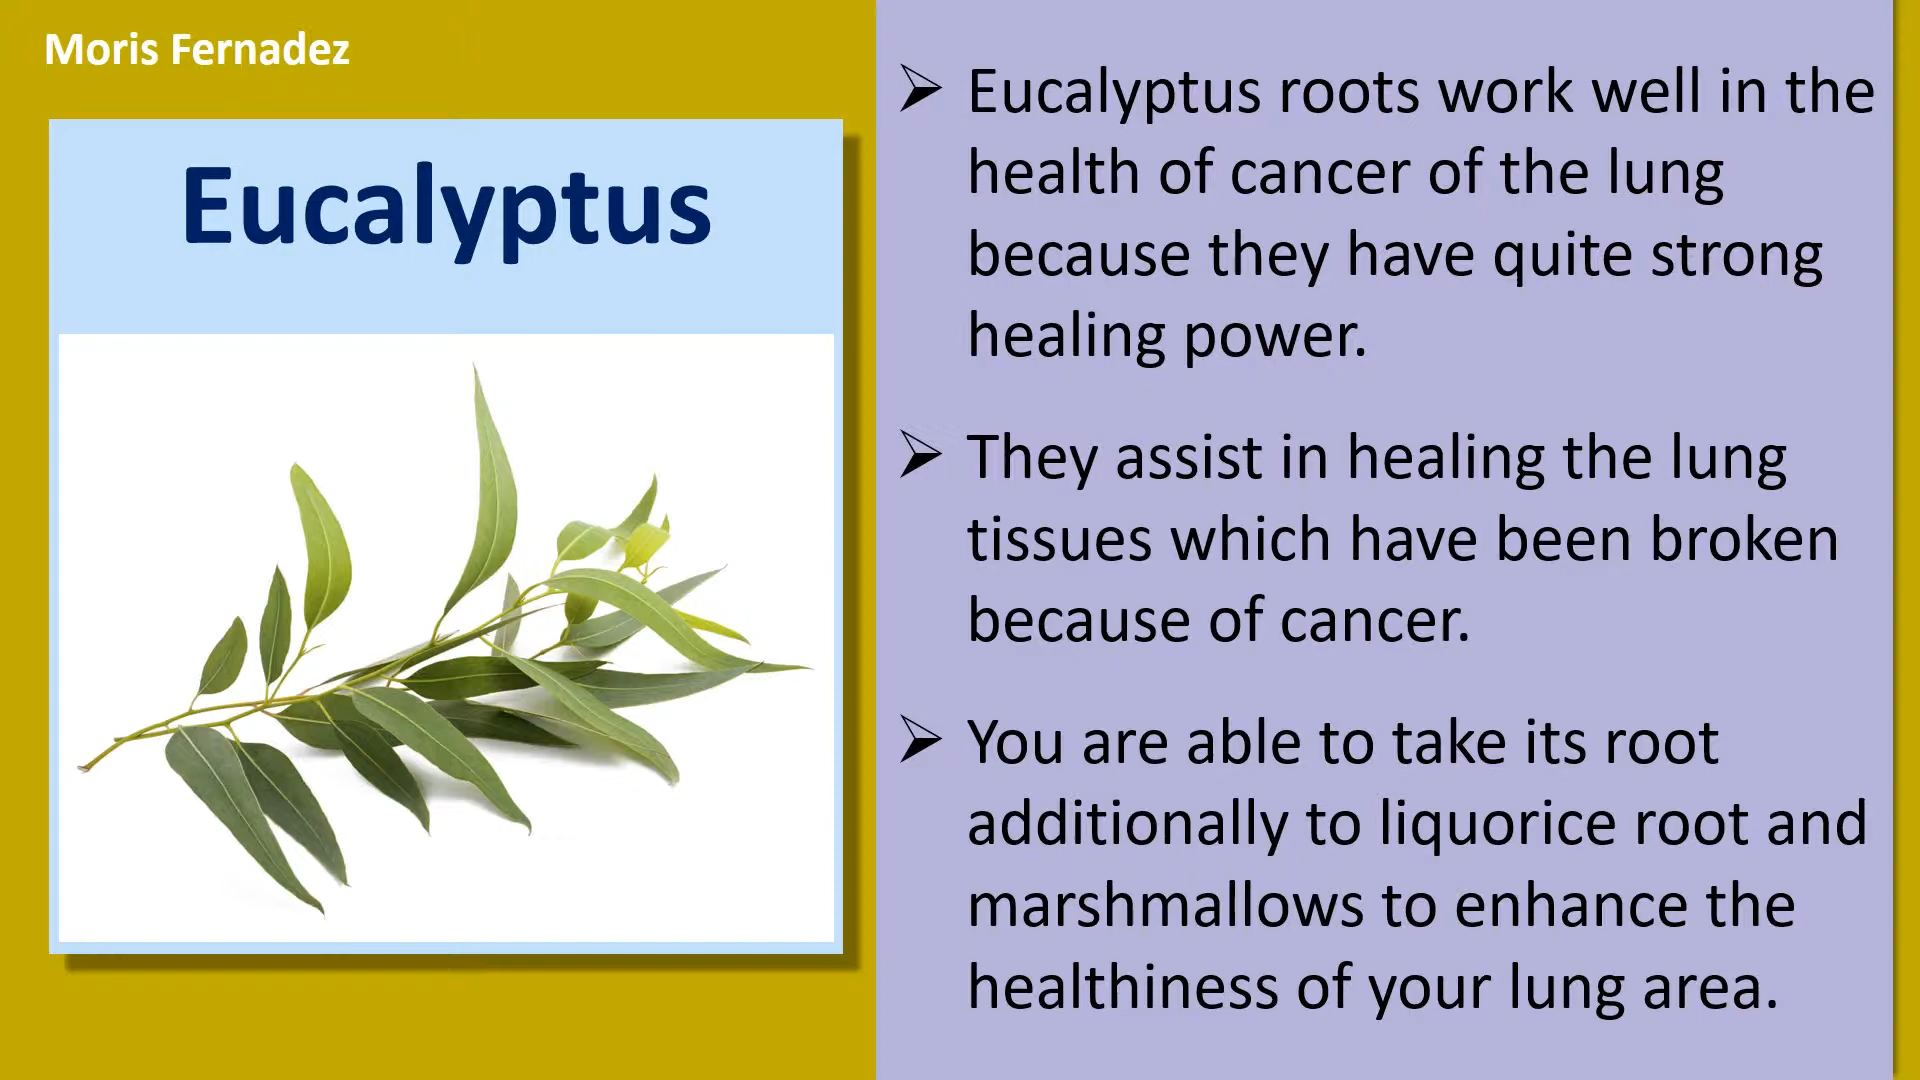 Moris Fernadez
Eucalyptus
➢ Eucalyptus roots work well in the
health of cancer of the lung
because they have quite strong
healing power.
➢ They assist in healing the lung
tissues which have been broken
because of cancer.
➢ You are able to take its root
additionally to liquorice root and
marshmallows to enhance the
healthiness of your lung area.